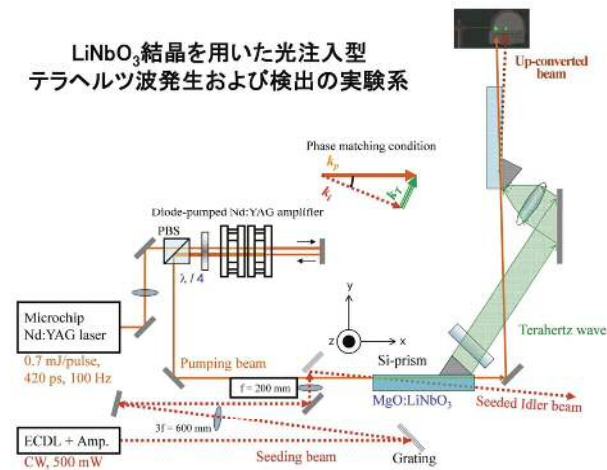 LiNbO₃結晶を用いた光注入型
テラヘルツ波発生および検出の実験系
Up-converted
beam
Phase matching condition
k_p
k_i
k_T
Diode-pumped Nd:YAG amplifier
PBS
λ / 4
Microchip
Nd:YAG laser
0.7 mJ/pulse,
420 ps, 100 Hz
y
z
x
Si-prism
Terahertz wave
Pumping beam
f = 200 mm
MgO:LiNbO₃
Seeded Idler beam
3f = 600 mm
ECDL + Amp.
CW, 500 mW
Seeding beam
Grating